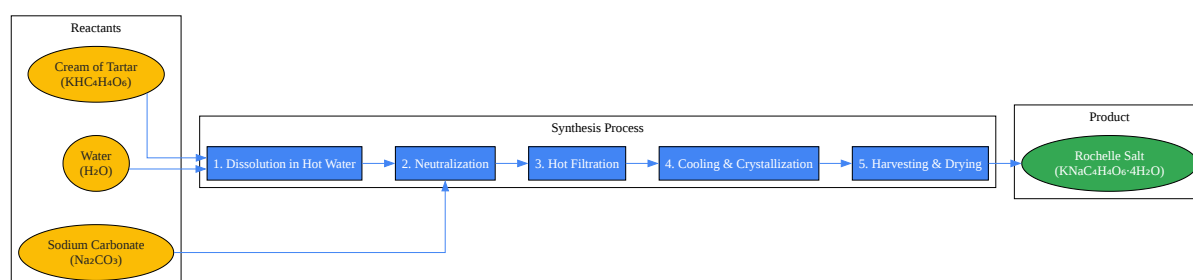 Reactants
Cream of Tartar
(KHC₄H₄O₆)
Water
(H₂O)
Sodium Carbonate
(Na₂CO₃)
Synthesis Process
1. Dissolution in Hot Water
2. Neutralization
3. Hot Filtration
4. Cooling & Crystallization
5. Harvesting & Drying
Product
Rochelle Salt
(KNaC₄H₄O₆·4H₂O)